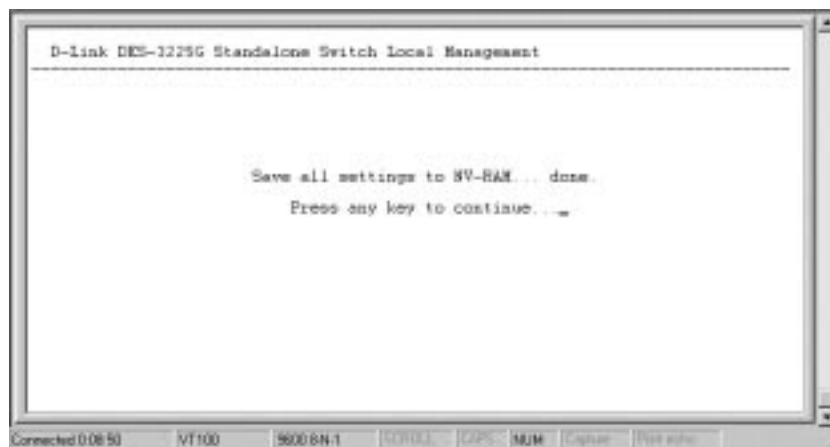 D-Link DES-3225G Standalone Switch Local Management
Save all settings to NV-RAM... done.
Press any key to continue..._
Connected 0:08:50 VT100 9600 8-N-1 SCROLL CAPS NUM Capture Print echo